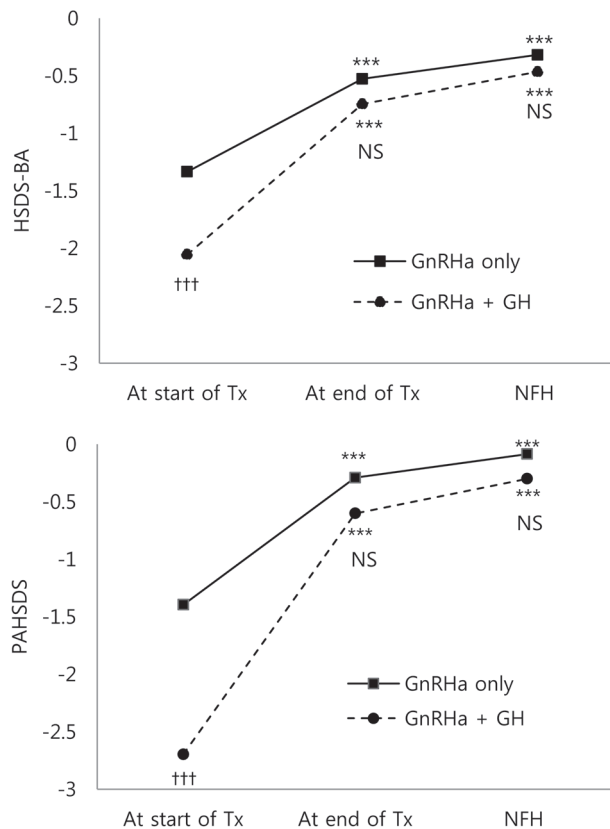 0
-0.5
-1
-1.5
-2
-2.5
-3
HSDS-BA
***
***
NS
***
NS
†††
GnRHa only
GnRHa + GH
At start of Tx
At end of Tx
NFH
0
-0.5
-1
-1.5
-2
-2.5
-3
PAHSDS
***
***
NS
***
***
NS
†††
GnRHa only
GnRHa + GH
At start of Tx
At end of Tx
NFH